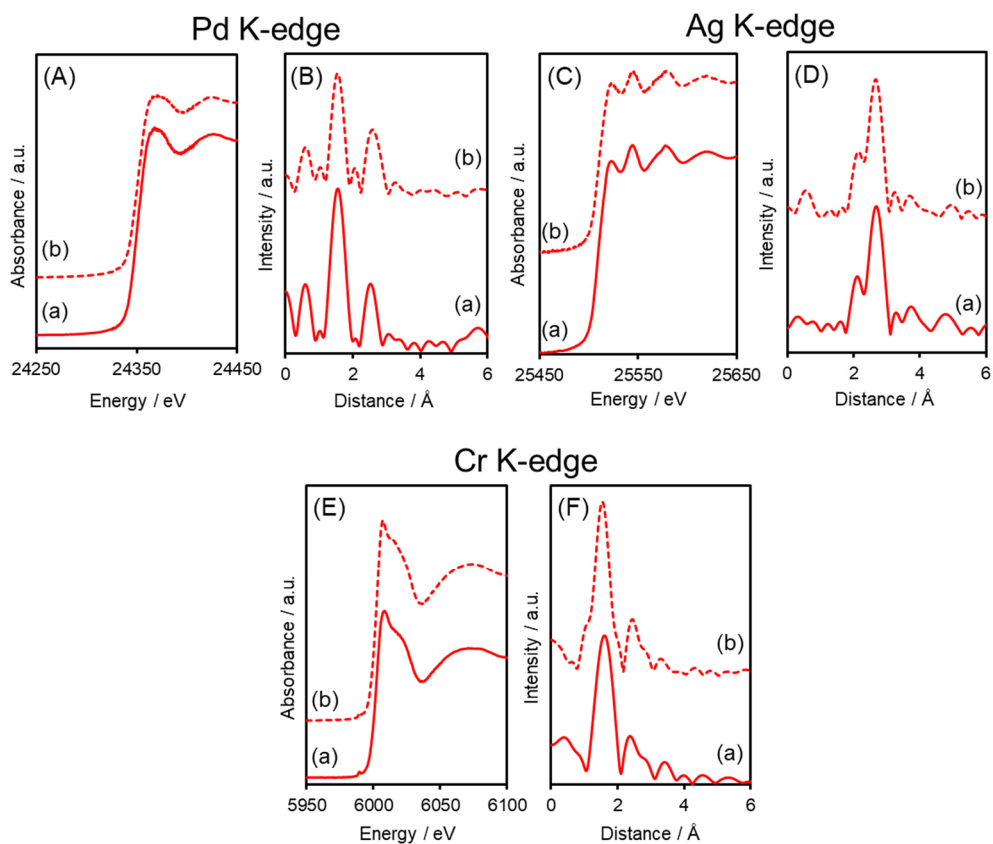 Pd K-edge
Ag K-edge
(A)
(b)
(a)
Absorbance / a.u.
24250 24350 24450
Energy / eV
(B)
(b)
(a)
Intensity / a.u.
0 2 4 6
Distance / Å
(C)
(b)
(a)
Absorbance / a.u.
25450 25550 25650
Energy / eV
(D)
(b)
(a)
Intensity / a.u.
0 2 4 6
Distance / Å
Cr K-edge
(E)
(b)
(a)
Absorbance / a.u.
5950 6000 6050 6100
Energy / eV
(F)
(b)
(a)
Intensity / a.u.
0 2 4 6
Distance / Å